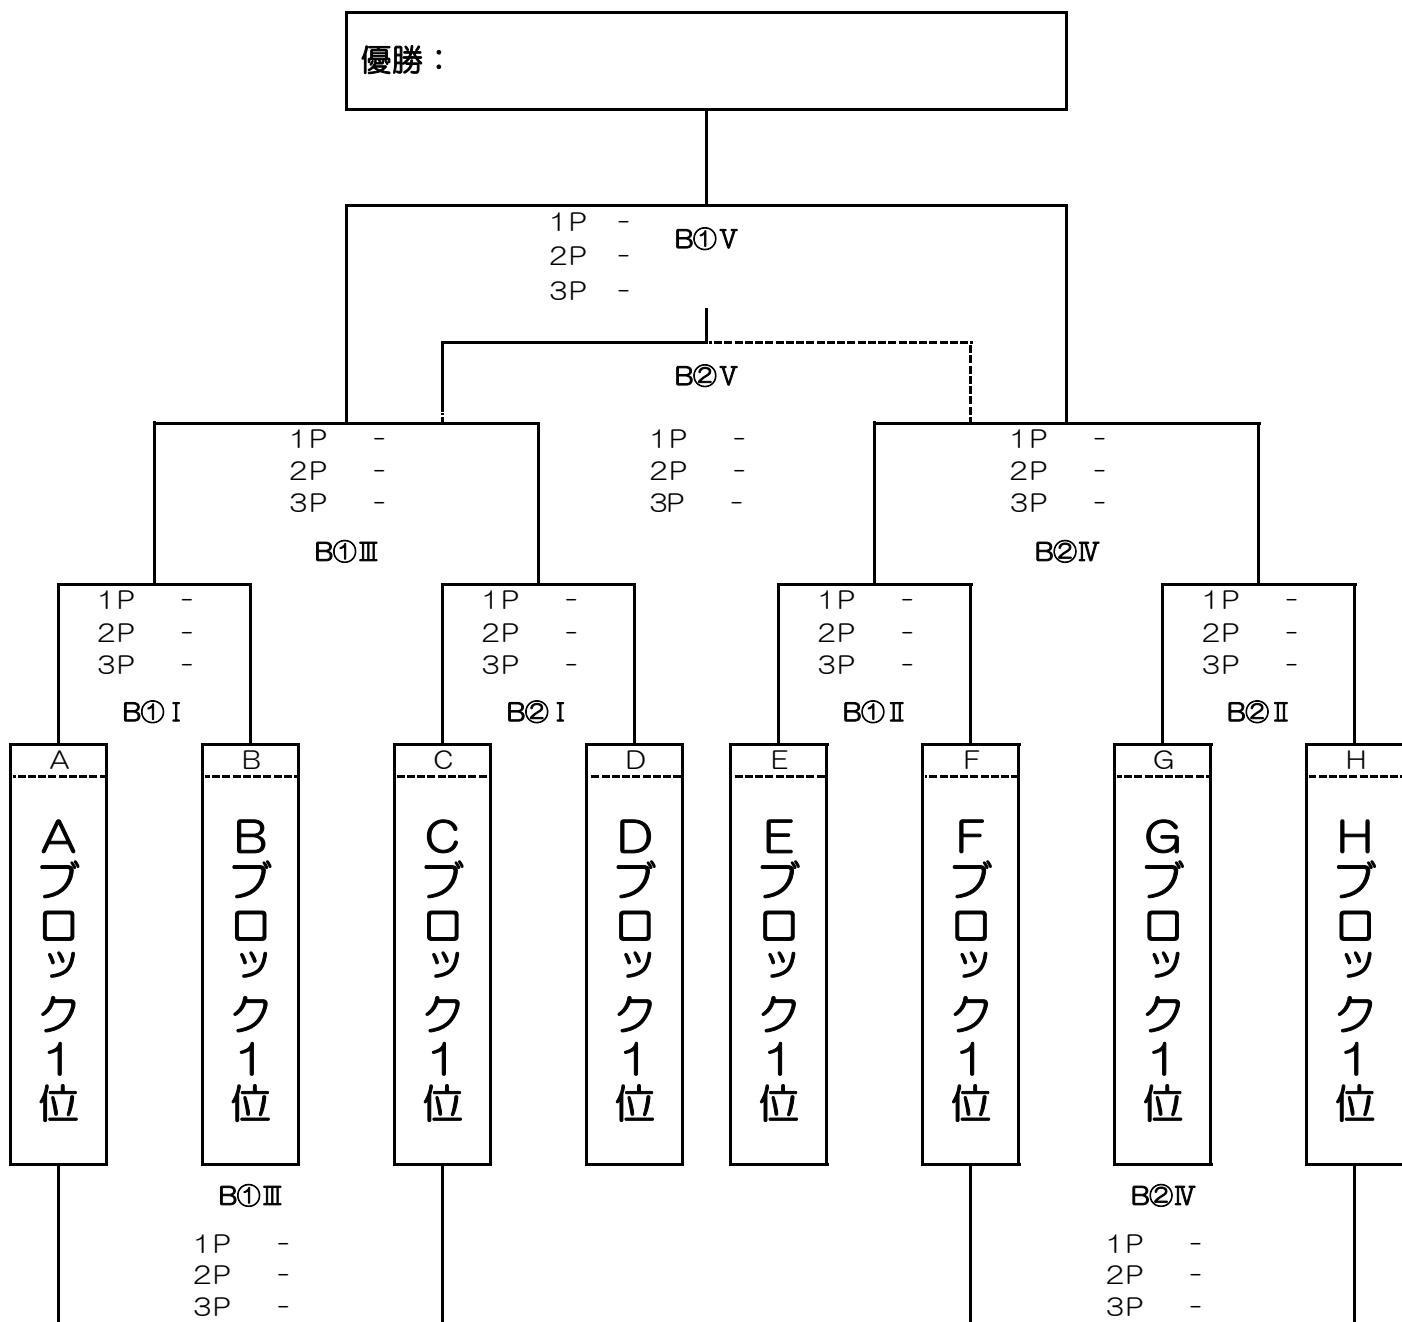 優勝：
1P -
B①Ⅴ
2P -
3P -
B②Ⅴ
1P - 1P - 1P -
2P - 2P - 2P -
3P - 3P - 3P -
B①Ⅲ B②Ⅳ
1P - 1P - 1P - 1P -
2P - 2P - 2P - 2P -
3P - 3P - 3P - 3P -
B①Ⅰ B②Ⅰ B①Ⅱ B②Ⅱ
A B C D E F G H
Aブロック1位
Bブロック1位
Cブロック1位
Dブロック1位
Eブロック1位
Fブロック1位
Gブロック1位
Hブロック1位
B①Ⅲ B②Ⅳ
1P - 1P -
2P - 2P -
3P - 3P -